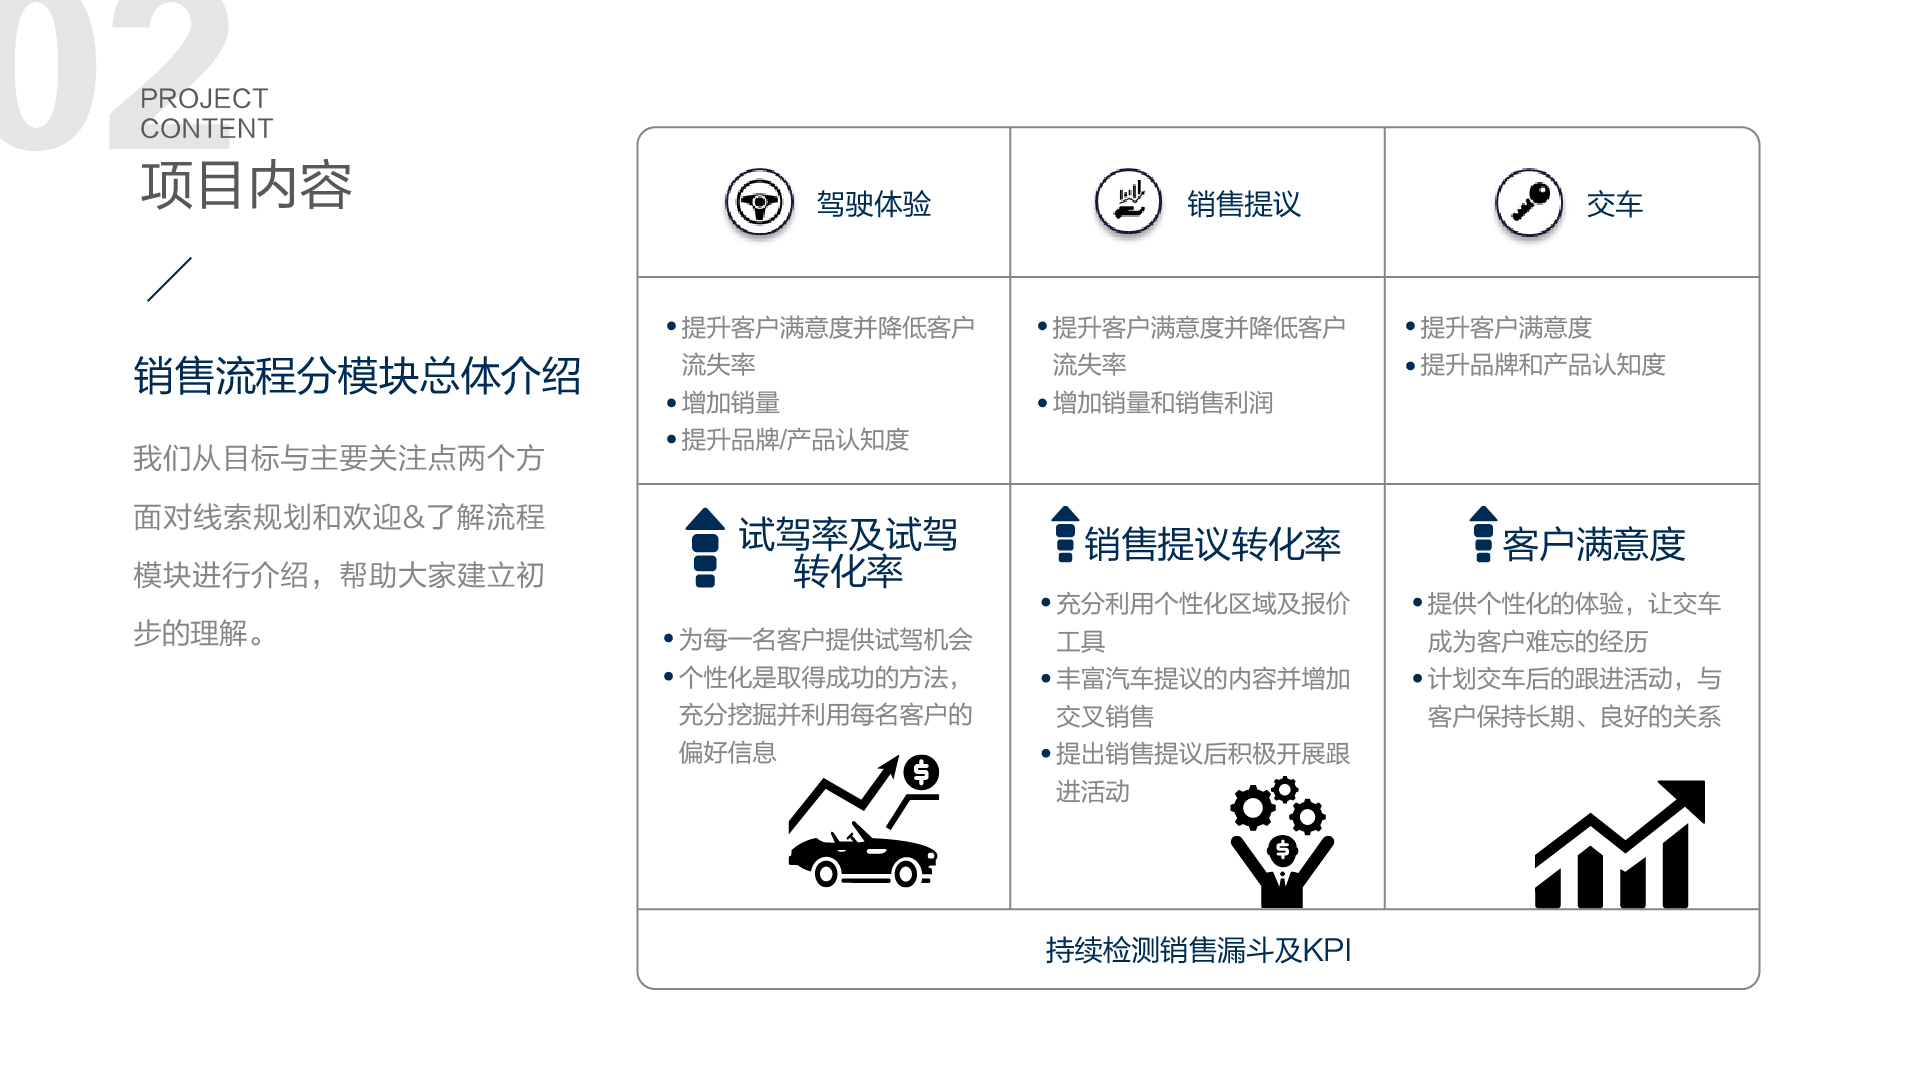 02
PROJECT
CONTENT
项目内容
销售流程分模块总体介绍
我们从目标与主要关注点两个方
面对线索规划和欢迎&了解流程
模块进行介绍，帮助大家建立初
步的理解。
驾驶体验
销售提议
交车
•提升客户满意度并降低客户
流失率
•增加销量
•提升品牌/产品认知度
•提升客户满意度并降低客户
流失率
•增加销量和销售利润
•提升客户满意度
•提升品牌和产品认知度
试驾率及试驾
转化率
•为每一名客户提供试驾机会
•个性化是取得成功的方法，
充分挖掘并利用每名客户的
偏好信息
销售提议转化率
•充分利用个性化区域及报价
工具
•丰富汽车提议的内容并增加
交叉销售
•提出销售提议后积极开展跟
进活动
客户满意度
•提供个性化的体验，让交车
成为客户难忘的经历
•计划交车后的跟进活动，与
客户保持长期、良好的关系
持续检测销售漏斗及KPI